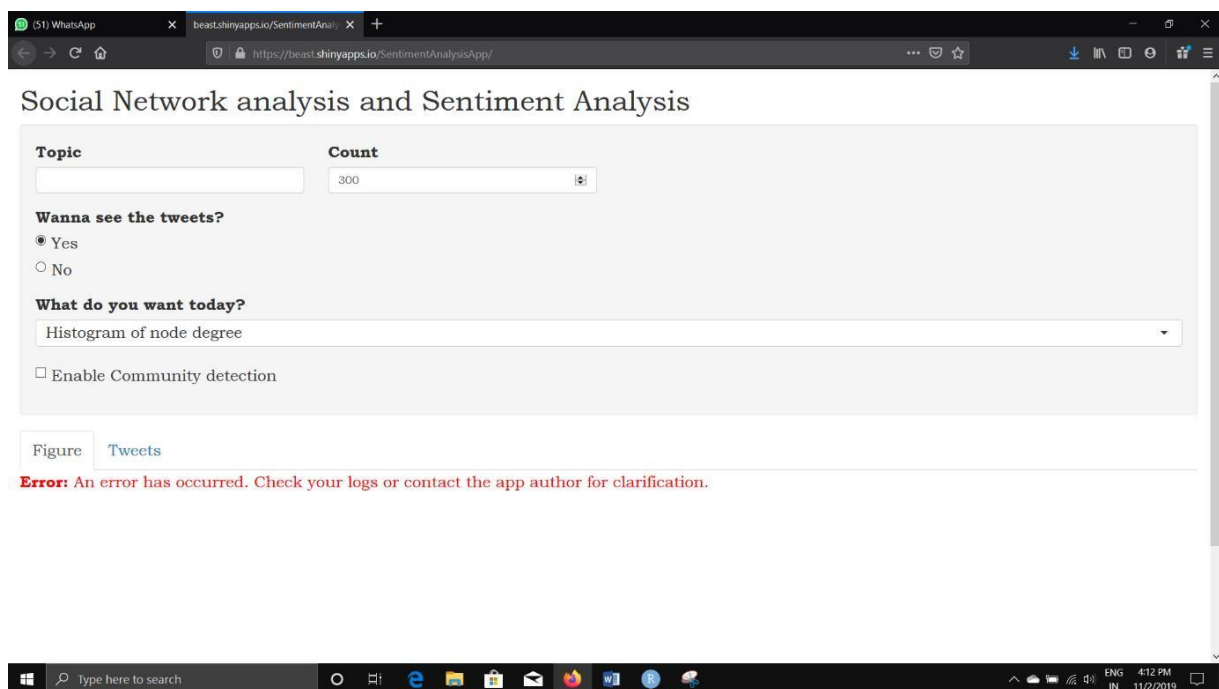 (51) WhatsApp
beast.shinyapps.io/SentimentAnaly
https://beast.shinyapps.io/SentimentAnalysisApp/
Social Network analysis and Sentiment Analysis
Topic Count
300
Wanna see the tweets?
Yes
No
What do you want today?
Histogram of node degree
Enable Community detection
Figure Tweets
Error: An error has occurred. Check your logs or contact the app author for clarification.
Type here to search
ENG 4:12 PM
IN 11/2/2019